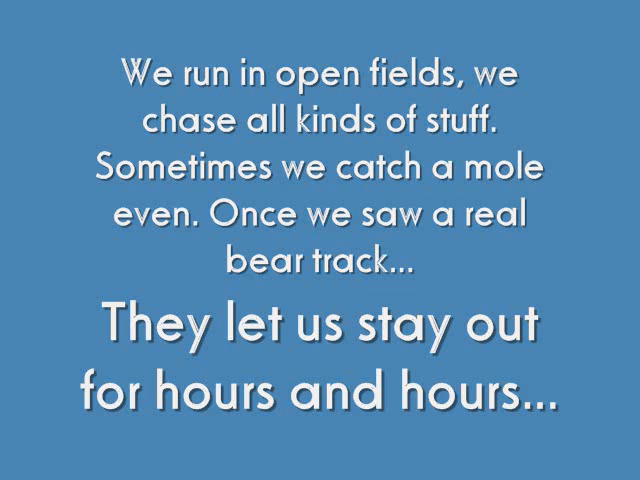 We run in open fields, we
chase all kinds of stuff.
Sometimes we catch a mole
even. Once we saw a real
bear track...
They let us stay out
for hours and hours...